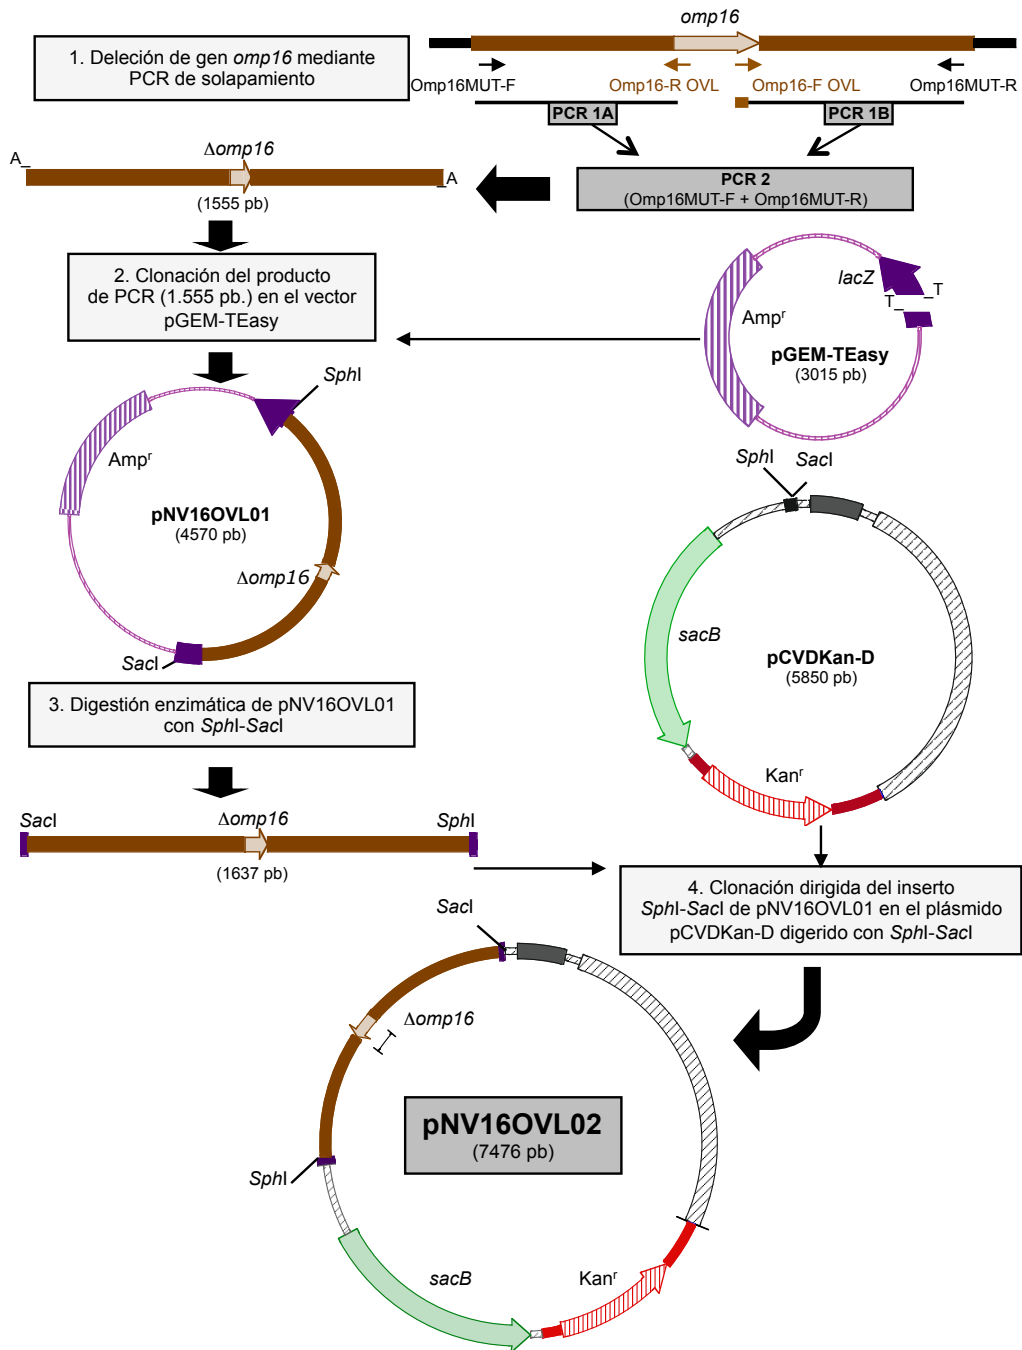 omp16
1. Deleción de gen omp16 mediante
PCR de solapamiento
Omp16MUT-F
Omp16-R OVL
Omp16-F OVL
Omp16MUT-R
PCR 1A
PCR 1B
Δomp16
A_
_A
(1555 pb)
PCR 2
(Omp16MUT-F + Omp16MUT-R)
2. Clonación del producto
de PCR (1.555 pb.) en el vector
pGEM-TEasy
lacZ
T_
_T
Ampr
pGEM-TEasy
(3015 pb)
SphI
Ampr
pNV16OVL01
(4570 pb)
Δomp16
SacI
SphI
SacI
sacB
pCVDKan-D
(5850 pb)
Kanr
3. Digestión enzimática de pNV16OVL01
con SphI-SacI
SacI
Δomp16
SphI
(1637 pb)
4. Clonación dirigida del inserto
SphI-SacI de pNV16OVL01 en el plásmido
pCVDKan-D digerido con SphI-SacI
SacI
Δomp16
pNV16OVL02
(7476 pb)
SphI
sacB
Kanr